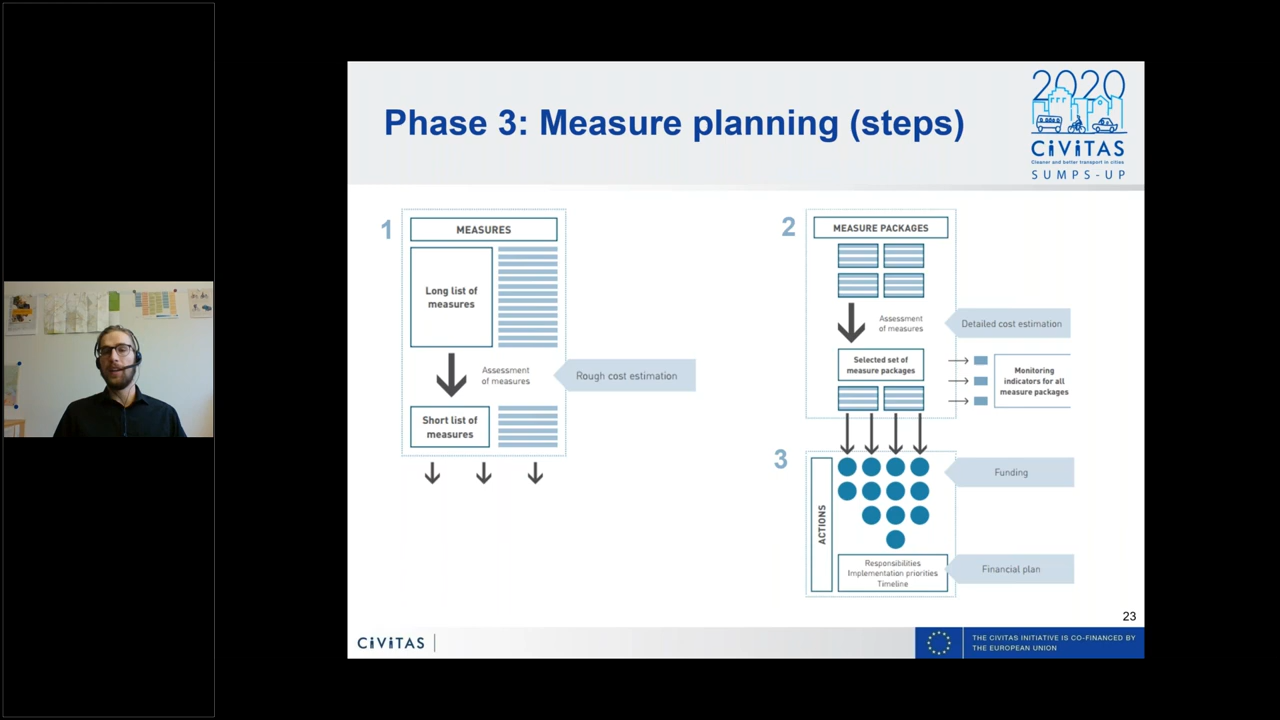 Phase 3: Measure planning (steps)
2020
CiViTAS
Cleaner and better transport in cities
SUMPS-UP
1
MEASURES
Long list of
measures
Assessment
of measures
Rough cost estimation
Short list of
measures
2
MEASURE PACKAGES
Assessment
of measures
Detailed cost estimation
Selected set of
measure packages
Monitoring
indicators for all
measure packages
3
ACTIONS
Funding
Responsibilities
Implementation priorities
Timeline
Financial plan
23
CiViTAS
THE CIVITAS INITIATIVE IS CO-FINANCED BY
THE EUROPEAN UNION